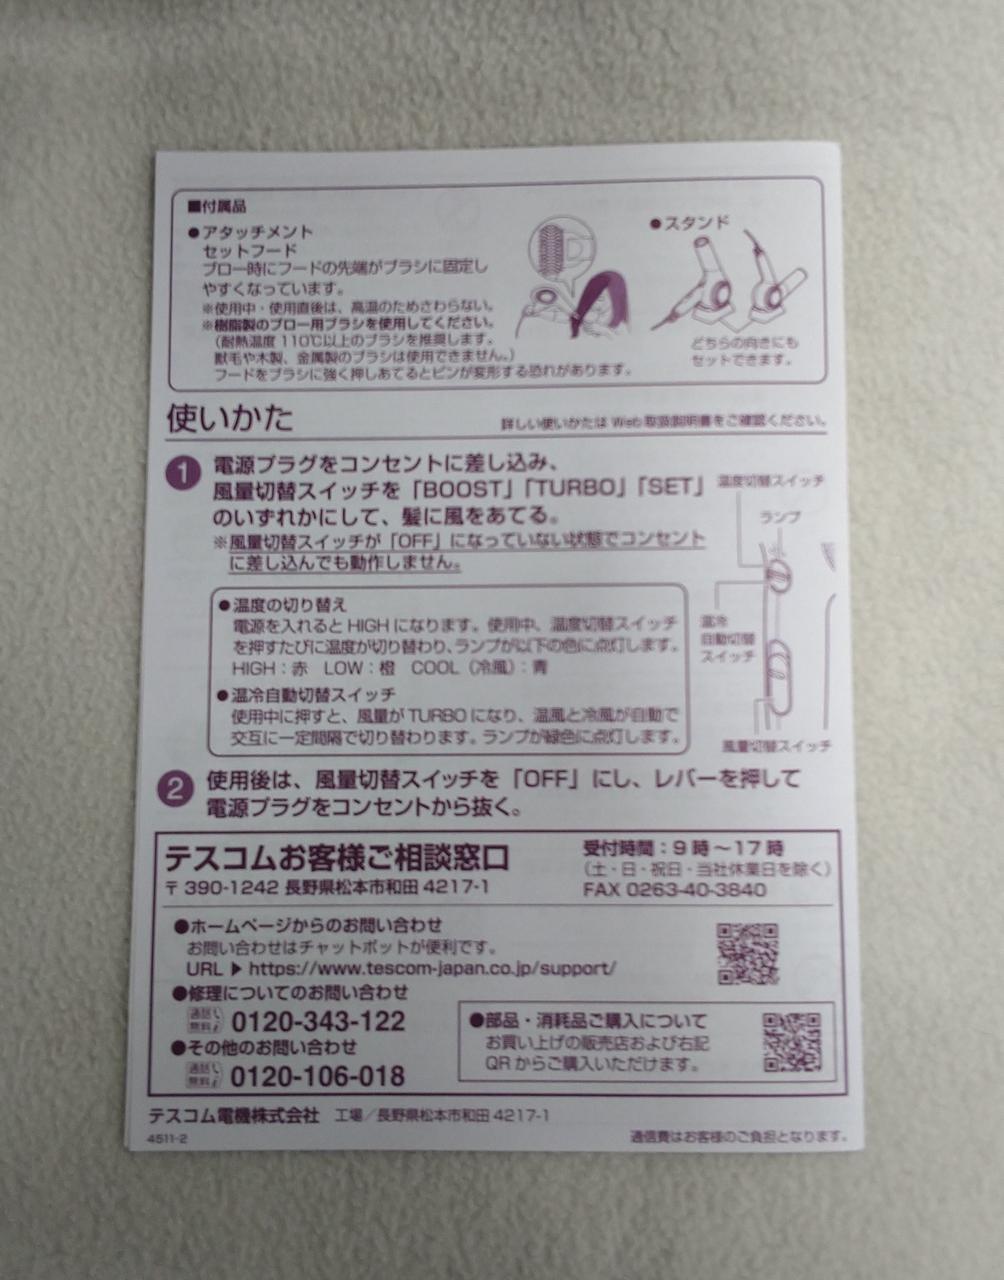 ■付属品
●アタッチメント
セットフード
ブロー時にフードの先端がブラシに固定し
やすくなっています。
※使用中・使用直後は、高温のためさわらない。
※樹脂製のブロー用ブラシを使用してください。
(耐熱温度 110℃以上のブラシを推奨します。
獣毛や木製、金属製のブラシは使用できません。)
フードをブラシに強く押しあてるとピンが変形する恐れがあります。
●スタンド
どちらの向きにも
セットできます。
使いかた
詳しい使いかたは Web 取扱説明書をご確認ください。
1 電源プラグをコンセントに差し込み、
風量切替スイッチを「BOOST」「TURBO」「SET」
のいずれかにして、髪に風をあてる。
※風量切替スイッチが「OFF」になっていない状態でコンセント
に差し込んでも動作しません。
温度切替スイッチ
ランプ
温冷
自動切替
スイッチ
風量切替スイッチ
●温度の切り替え
電源を入れると HIGH になります。使用中、温度切替スイッチ
を押すたびに温度が切り替わり、ランプが以下の色に点灯します。
HIGH：赤 LOW：橙 COOL（冷風）：青
●温冷自動切替スイッチ
使用中に押すと、風量が TURBO になり、温風と冷風が自動で
交互に一定間隔で切り替わります。ランプが緑色に点灯します。
2 使用後は、風量切替スイッチを「OFF」にし、レバーを押して
電源プラグをコンセントから抜く。
テスコムお客様ご相談窓口
〒 390-1242 長野県松本市和田 4217-1
受付時間：9 時 ～ 17 時
（土・日・祝日・当社休業日を除く）
FAX 0263-40-3840
●ホームページからのお問い合わせ
お問い合わせはチャットボットが便利です。
URL ▶ https://www.tescom-japan.co.jp/support/
●修理についてのお問い合わせ
通話
無料
0120-343-122
●その他のお問い合わせ
通話
無料
0120-106-018
●部品・消耗品ご購入について
お買い上げの販売店および右記
QR からご購入いただけます。
テスコム電機株式会社 工場／長野県松本市和田 4217-1
4511-2
通信費はお客様のご負担となります。